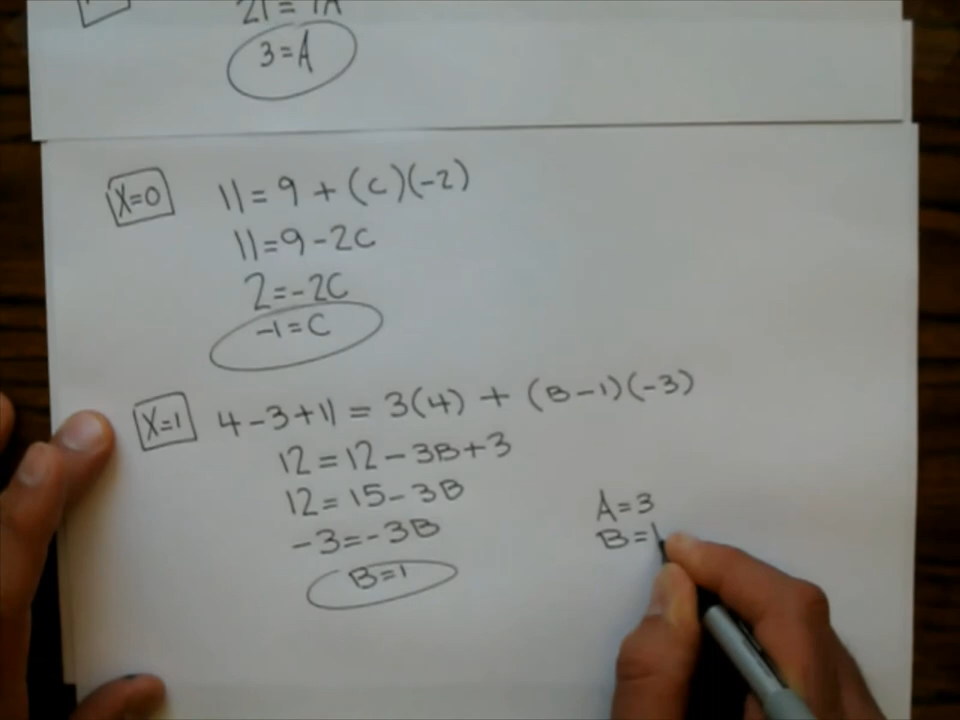 21 = 7A
3 = A
X=0 11 = 9 + (C)(-2)
11 = 9 - 2C
2 = -2C
-1 = C
X=1 4 - 3 + 11 = 3(4) + (B - 1)(-3)
12 = 12 - 3B + 3
12 = 15 - 3B
-3 = -3B
B = 1
A = 3
B = 1